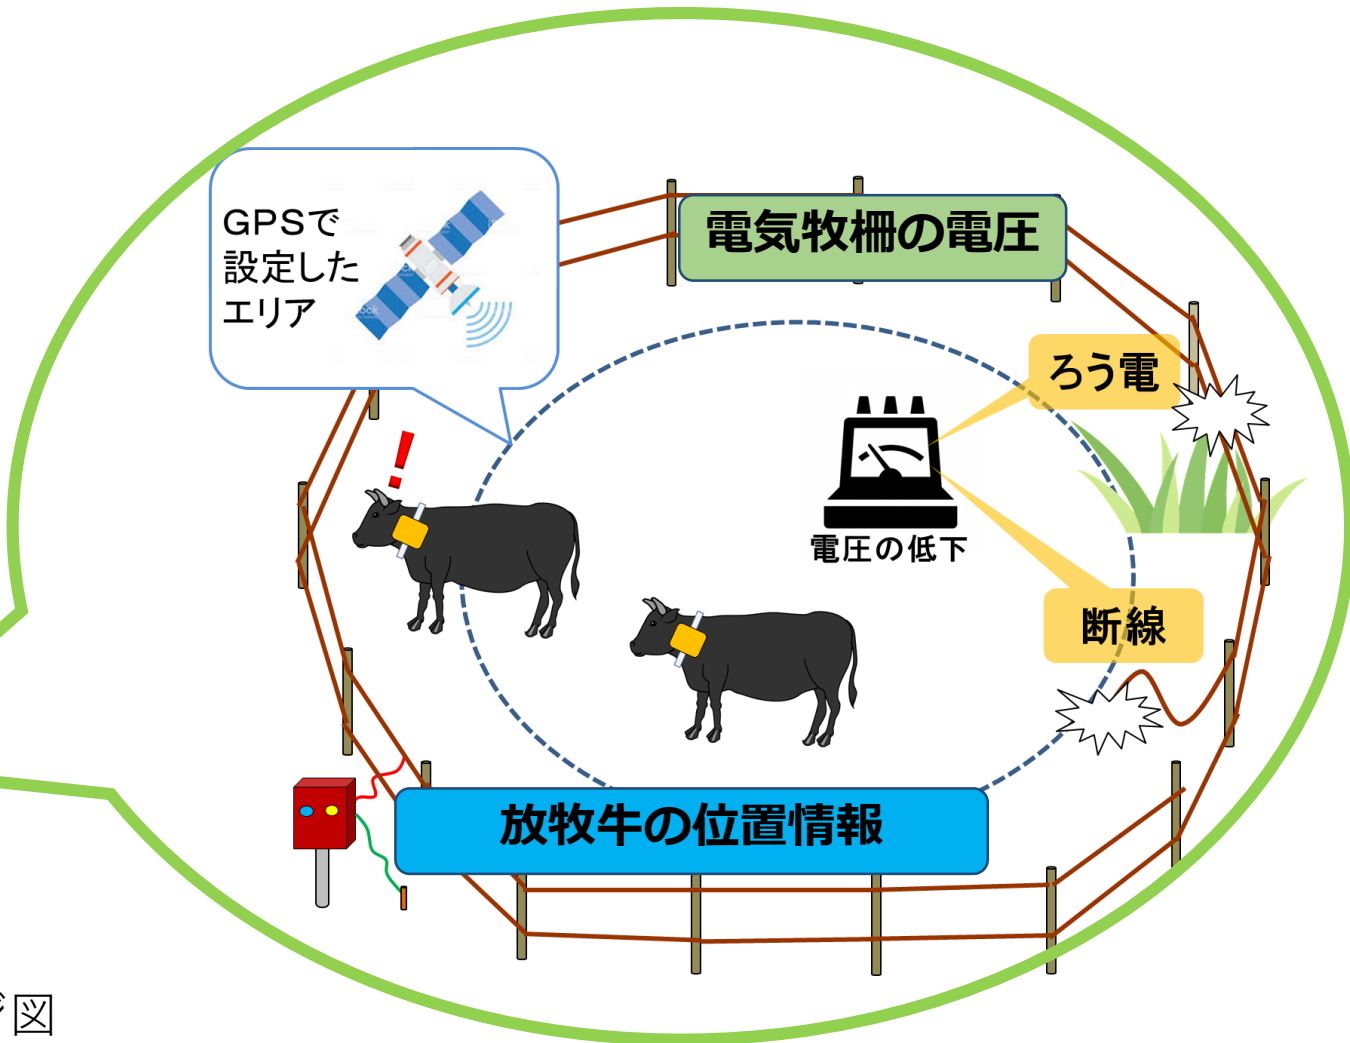 GPSで
設定した
エリア
電気牧柵の電圧
ろう電
電圧の低下
断線
放牧牛の位置情報
図